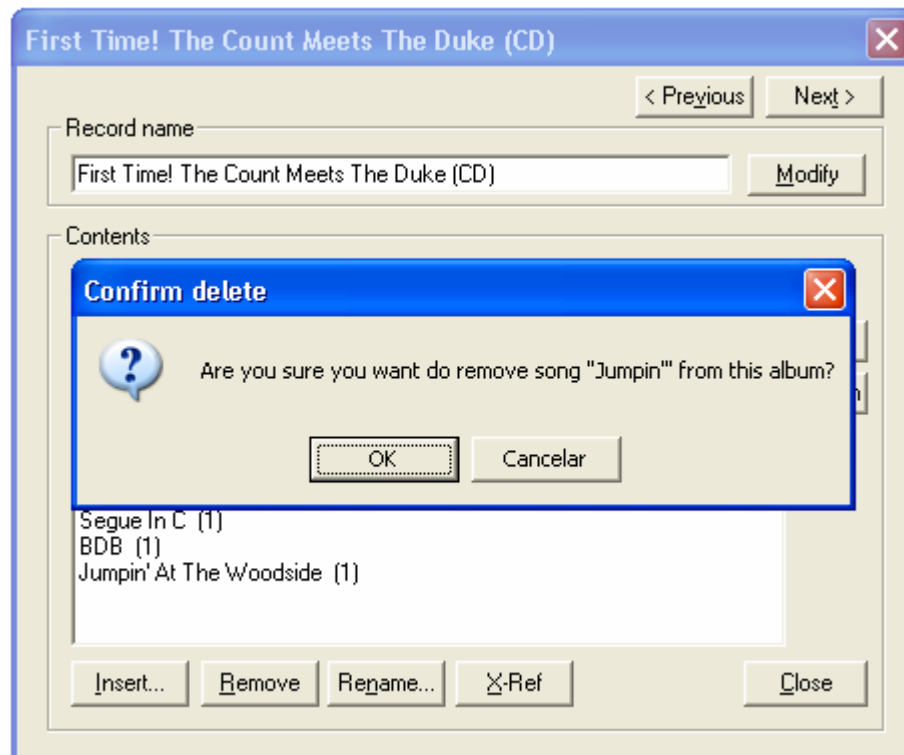 First Time! The Count Meets The Duke (CD)
< Previous
Next >
Record name
First Time! The Count Meets The Duke (CD)
Modify
Contents
Confirm delete
Are you sure you want do remove song "Jumpin'" from this album?
OK
Cancelar
Segue In C (1)
BDB (1)
Jumpin' At The Woodside (1)
Insert...
Remove
Rename...
X-Ref
Close